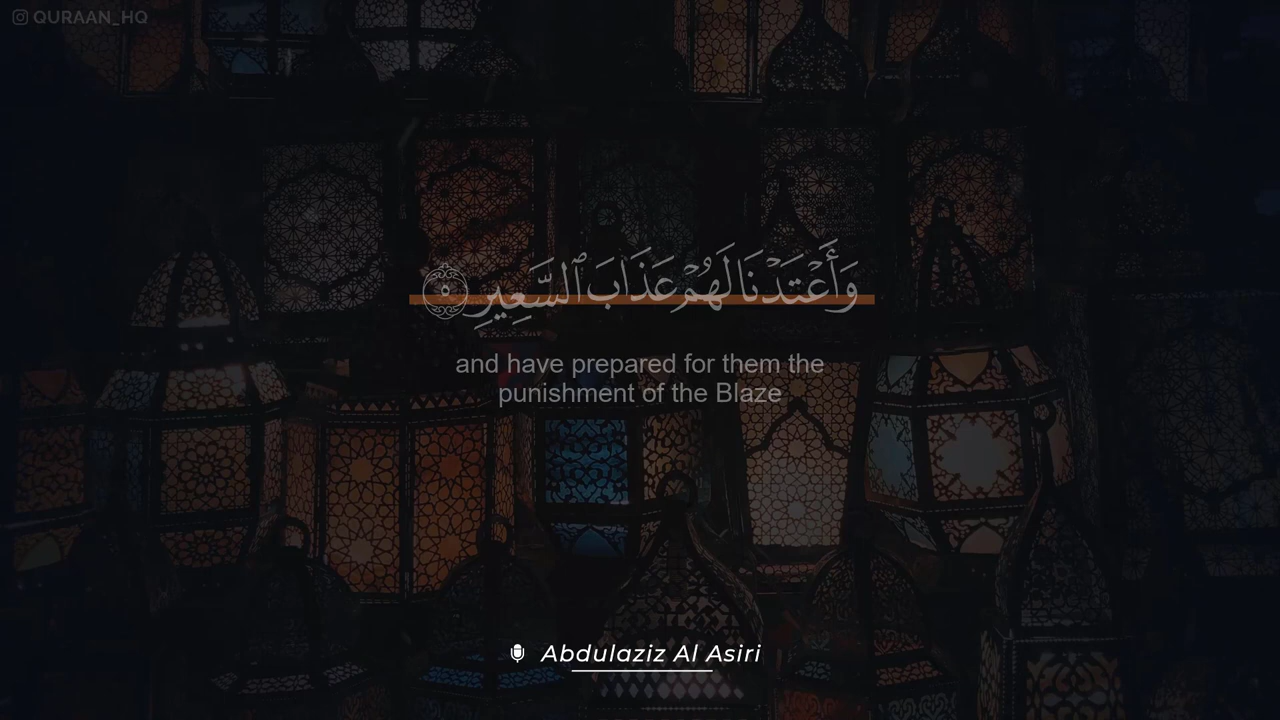 QURAAN_HQ
وَأَعْتَدْنَا لَهُمْ عَذَابَ ٱلسَّعِيرِ ٥
and have prepared for them the
punishment of the Blaze
Abdulaziz Al Asiri